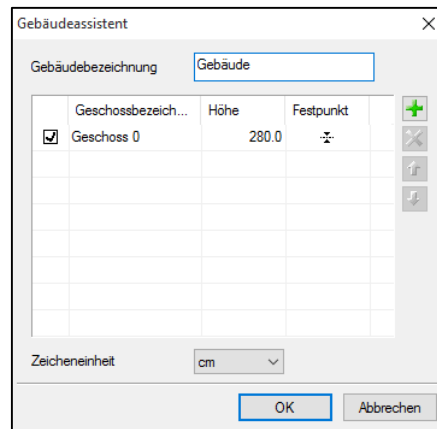 Gebäudeassistent
Gebäudebezeichnung Gebäude
Geschossbezeich... Höhe Festpunkt
Geschoss 0 280.0
Zeicheneinheit cm
OK Abbrechen